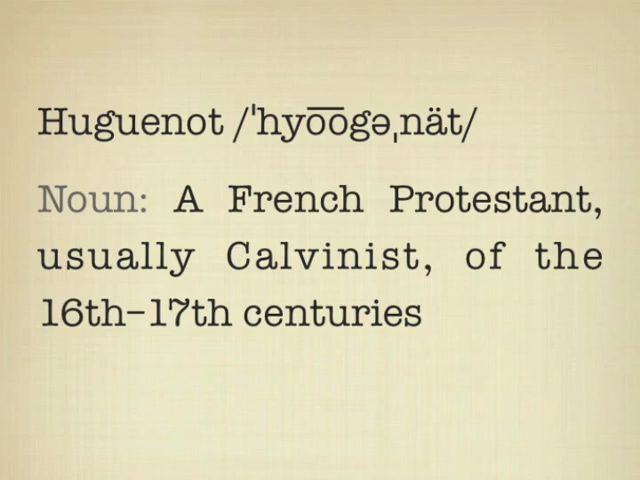 Huguenot /ˈhyo͞ogəˌnät/
Noun: A French Protestant,
usually Calvinist, of the
16th–17th centuries